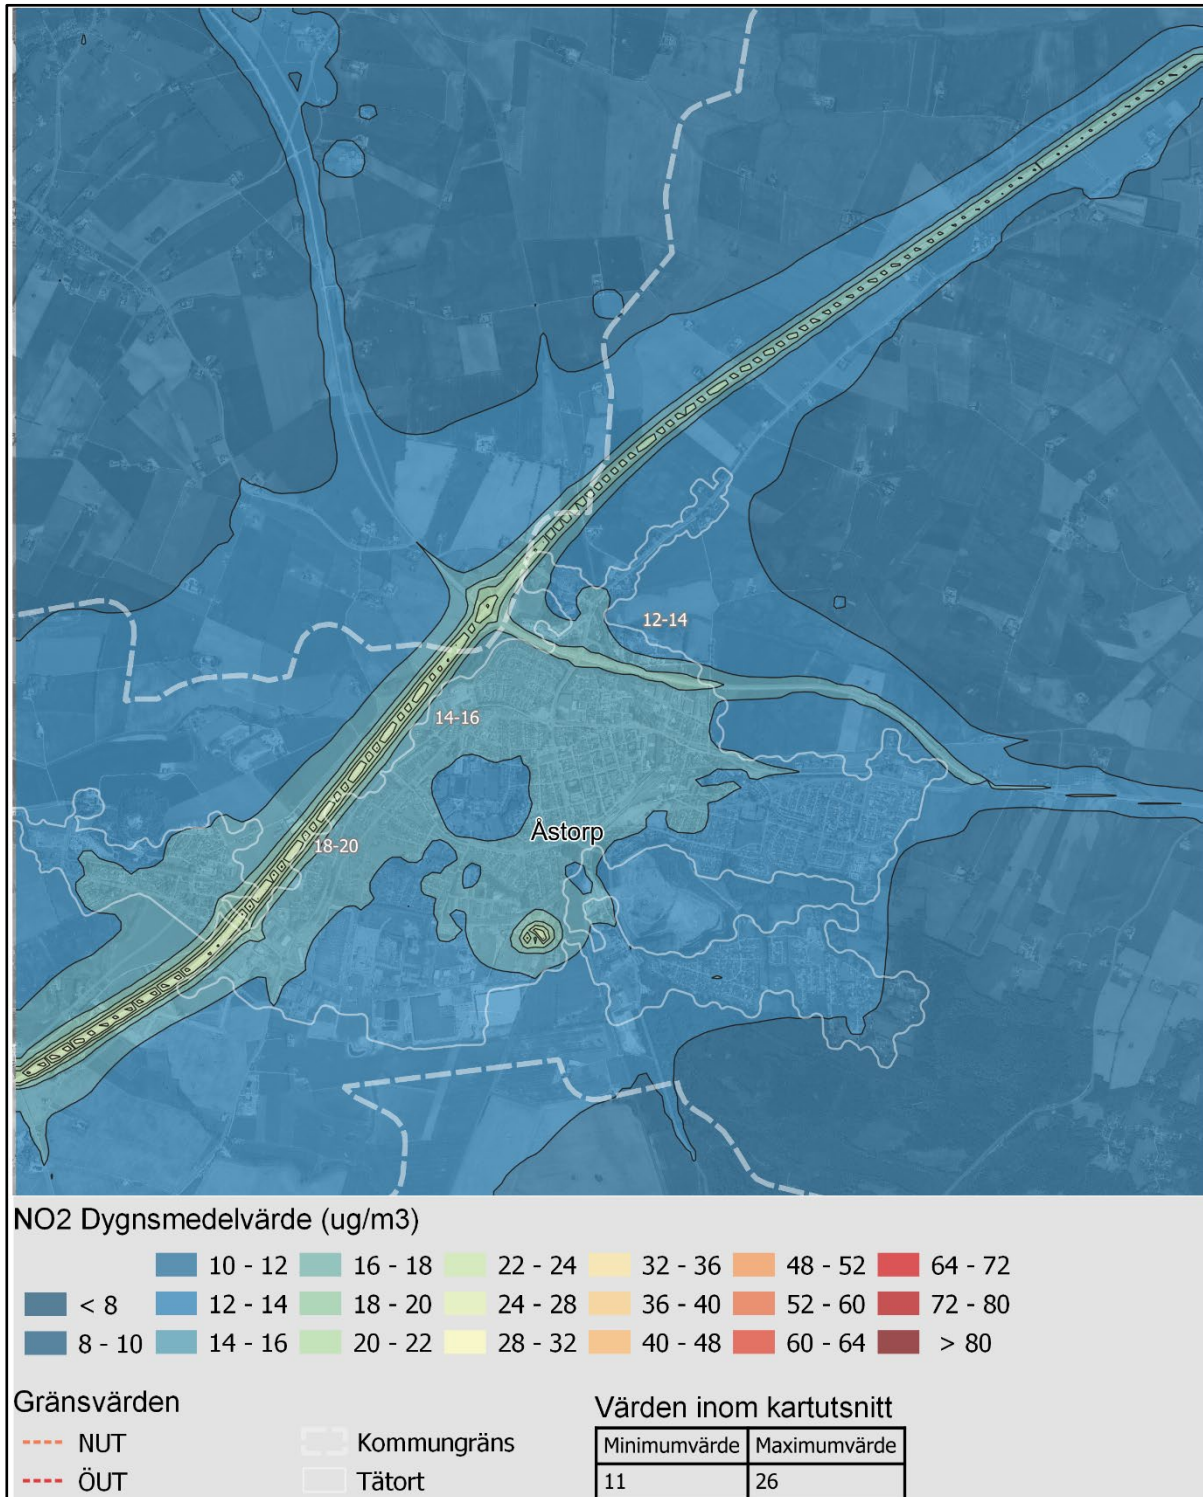 12-14
14-16
Åstorp
18-20
NO2 Dygnsmedelvärde (ug/m3)
10 - 12 16 - 18 22 - 24 32 - 36 48 - 52 64 - 72
< 8 12 - 14 18 - 20 24 - 28 36 - 40 52 - 60 72 - 80
8 - 10 14 - 16 20 - 22 28 - 32 40 - 48 60 - 64 > 80
Gränsvärden Värden inom kartutsnitt
NUT Kommungräns Minimumvärde Maximumvärde
ÖUT Tätort 11 26